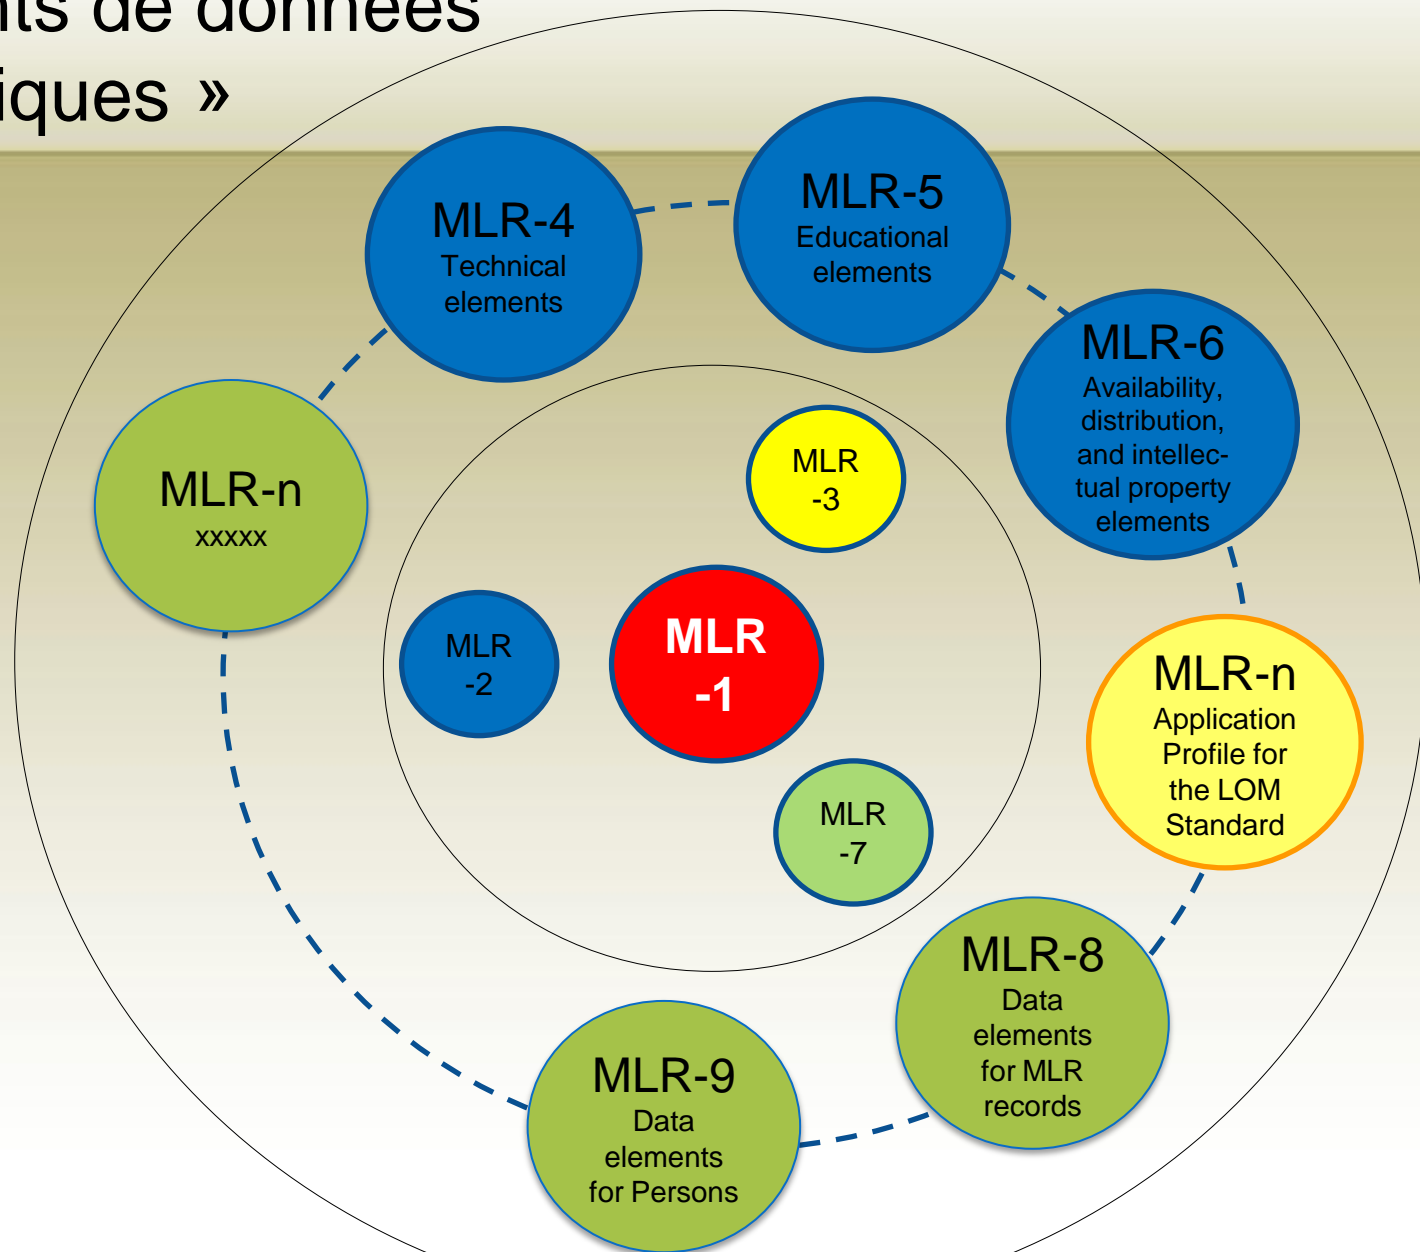 de données
»
MLR-4
Technical
elements
MLR-5
Educational
elements
MLR-6
Availability,
distribution,
and intellec-
tual property
elements
MLR-n
xxxxx
MLR
-3
MLR
-2
MLR
-1
MLR
-7
MLR-n
Application
Profile for
the LOM
Standard
MLR-8
Data
elements
for MLR
records
MLR-9
Data
elements
for Persons